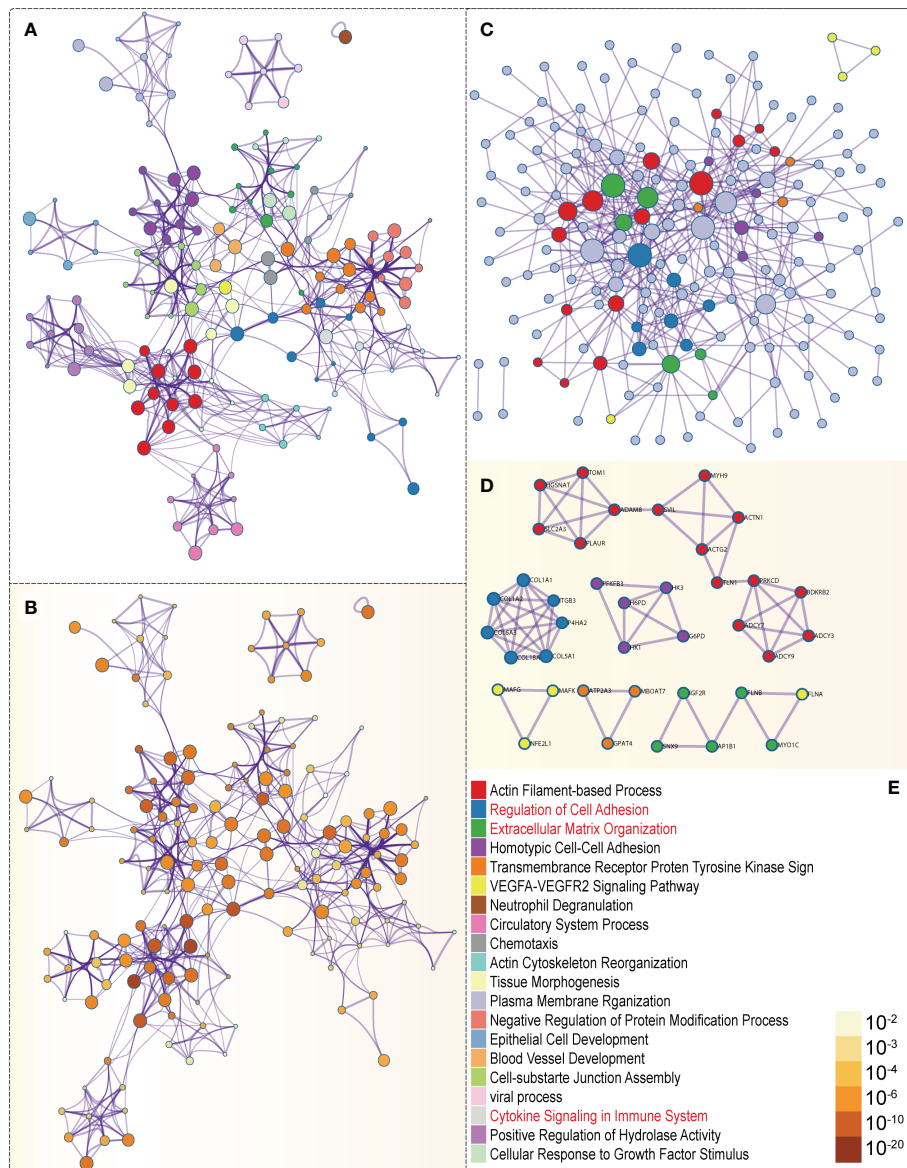 A
C
B
D
TOM1
HGSNAT
ADAM8
SLC2A3
PLAUR
MYH9
SVIL
ACTN1
ACTG2
TLN1
PRKCD
BDKRB2
ADCY7
ADCY3
ADCY9
COL1A1
COL1A2
ITGB3
P4HA2
COL6A3
COL5A1
PFKFB3
HK3
H6PD
G6PD
HK1
MAFG
MAFK
NFE2L1
ATP2A3
MBOAT7
GPAT4
IGF2R
SNX9
AP1B1
FLNB
FLNA
MYO1C
E
Actin Filament-based Process
Regulation of Cell Adhesion
Extracellular Matrix Organization
Homotypic Cell-Cell Adhesion
Transmembrance Receptor Proten Tyrosine Kinase Sign
VEGFA-VEGFR2 Signaling Pathway
Neutrophil Degranulation
Circulatory System Process
Chemotaxis
Actin Cytoskeleton Reorganization
Tissue Morphogenesis
Plasma Membrane Rganization
Negative Regulation of Protein Modification Process
Epithelial Cell Development
Blood Vessel Development
Cell-substarte Junction Assembly
viral process
Cytokine Signaling in Immune System
Positive Regulation of Hydrolase Activity
Cellular Response to Growth Factor Stimulus
10⁻²
10⁻³
10⁻⁴
10⁻⁶
10⁻¹⁰
10⁻²⁰